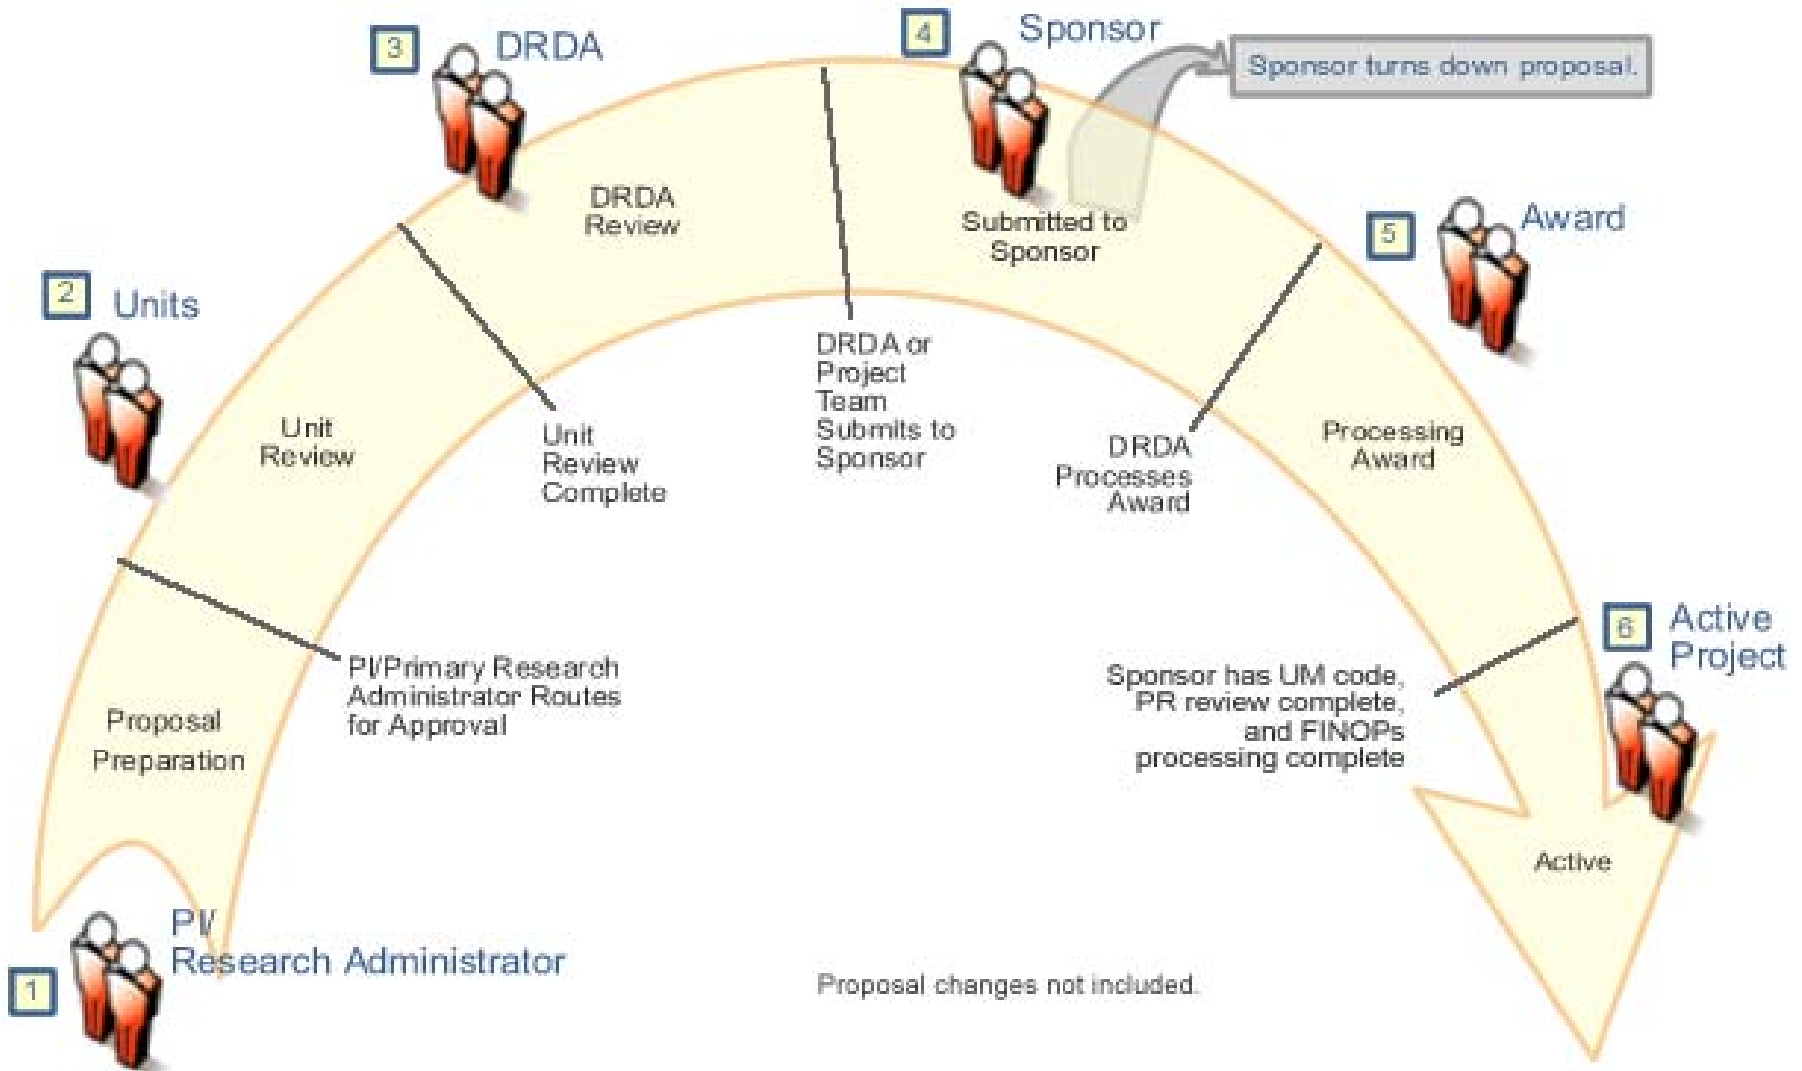 1
PI/
Research Administrator
Proposal
Preparation
PI/Primary Research
Administrator Routes
for Approval
2
Units
Unit
Review
Unit
Review
Complete
3
DRDA
DRDA
Review
DRDA or
Project
Team
Submits to
Sponsor
4
Sponsor
Sponsor turns down proposal.
Submitted to
Sponsor
DRDA
Processes
Award
5
Award
Processing
Award
Sponsor has UM code,
PR review complete,
and FINOPs
processing complete
6
Active
Project
Active
Proposal changes not included.